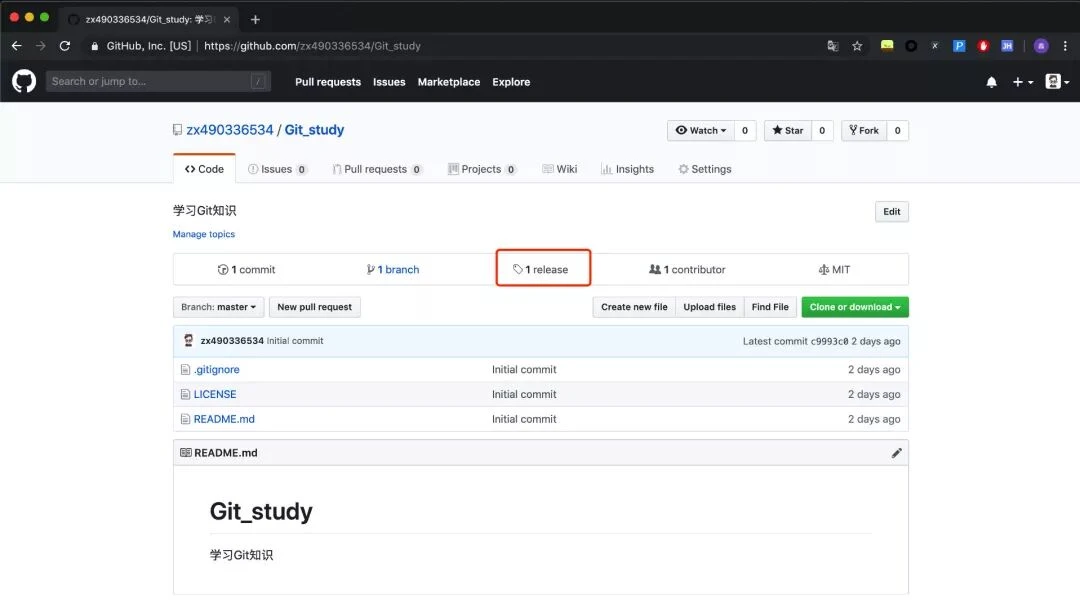 zx490336534/Git_study: 学习
GitHub, Inc. [US] | https://github.com/zx490336534/Git_study
Search or jump to... / Pull requests Issues Marketplace Explore
zx490336534 / Git_study Watch 0 Star 0 Fork 0
Code Issues 0 Pull requests 0 Projects 0 Wiki Insights Settings
学习Git知识 Edit
Manage topics
1 commit 1 branch 1 release 1 contributor MIT
Branch: master New pull request Create new file Upload files Find File Clone or download
zx490336534 Initial commit Latest commit c9993c0 2 days ago
.gitignore Initial commit 2 days ago
LICENSE Initial commit 2 days ago
README.md Initial commit 2 days ago
README.md
Git_study
学习Git知识